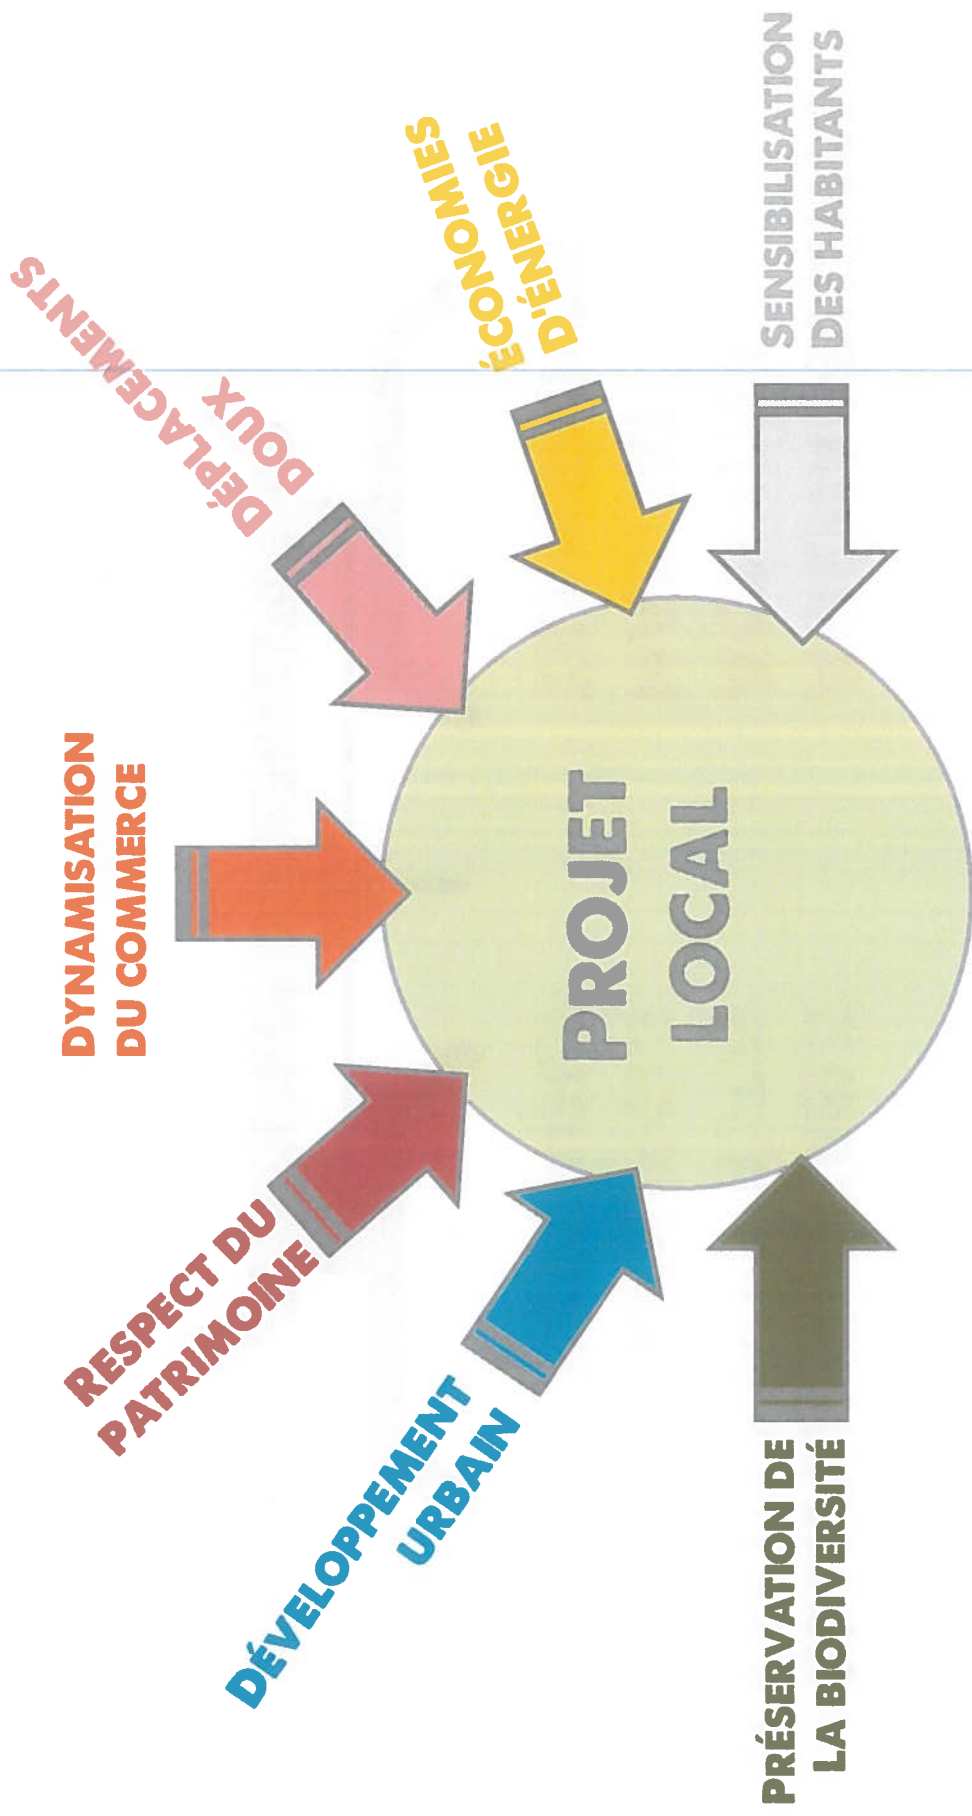 PRÉSERVATION DE
LA BIODIVERSITÉ
DÉVELOPPEMENT
URBAIN
RESPECT DU
PATRIMOINE
DYNAMISATION
DU COMMERCE
DÉPLACEMENTS
DOUX
ÉCONOMIES
D'ÉNERGIE
SENSIBILISATION
DES HABITANTS
PROJET
LOCAL